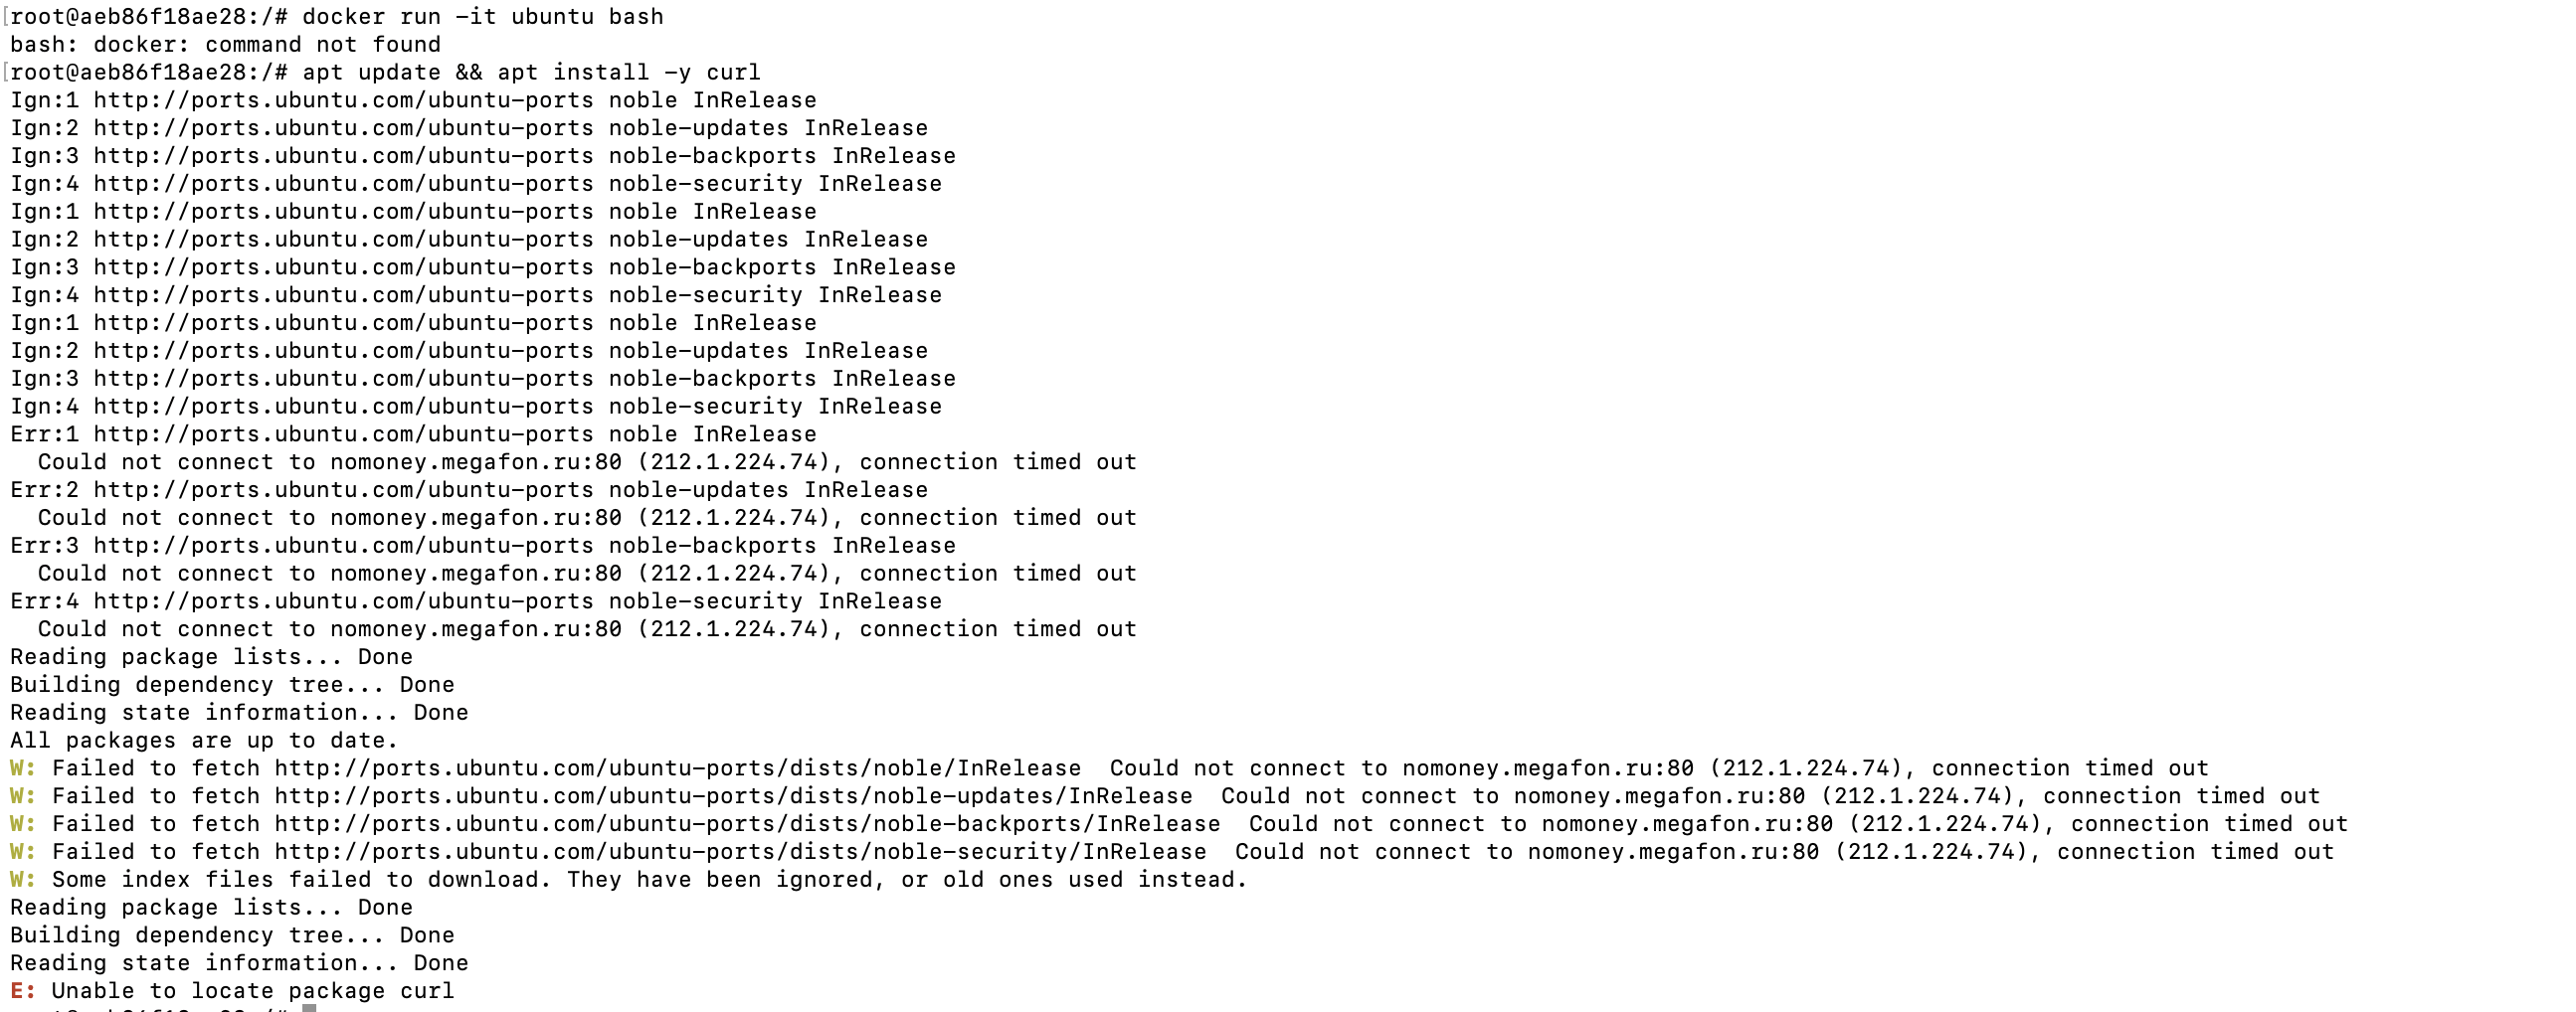 [root@aeb86f18ae28:/# docker run -it ubuntu bash
bash: docker: command not found
[root@aeb86f18ae28:/# apt update && apt install -y curl
Ign:1 http://ports.ubuntu.com/ubuntu-ports noble InRelease
Ign:2 http://ports.ubuntu.com/ubuntu-ports noble-updates InRelease
Ign:3 http://ports.ubuntu.com/ubuntu-ports noble-backports InRelease
Ign:4 http://ports.ubuntu.com/ubuntu-ports noble-security InRelease
Ign:1 http://ports.ubuntu.com/ubuntu-ports noble InRelease
Ign:2 http://ports.ubuntu.com/ubuntu-ports noble-updates InRelease
Ign:3 http://ports.ubuntu.com/ubuntu-ports noble-backports InRelease
Ign:4 http://ports.ubuntu.com/ubuntu-ports noble-security InRelease
Ign:1 http://ports.ubuntu.com/ubuntu-ports noble InRelease
Ign:2 http://ports.ubuntu.com/ubuntu-ports noble-updates InRelease
Ign:3 http://ports.ubuntu.com/ubuntu-ports noble-backports InRelease
Ign:4 http://ports.ubuntu.com/ubuntu-ports noble-security InRelease
Err:1 http://ports.ubuntu.com/ubuntu-ports noble InRelease
  Could not connect to nomoney.megafon.ru:80 (212.1.224.74), connection timed out
Err:2 http://ports.ubuntu.com/ubuntu-ports noble-updates InRelease
  Could not connect to nomoney.megafon.ru:80 (212.1.224.74), connection timed out
Err:3 http://ports.ubuntu.com/ubuntu-ports noble-backports InRelease
  Could not connect to nomoney.megafon.ru:80 (212.1.224.74), connection timed out
Err:4 http://ports.ubuntu.com/ubuntu-ports noble-security InRelease
  Could not connect to nomoney.megafon.ru:80 (212.1.224.74), connection timed out
Reading package lists... Done
Building dependency tree... Done
Reading state information... Done
All packages are up to date.
W: Failed to fetch http://ports.ubuntu.com/ubuntu-ports/dists/noble/InRelease  Could not connect to nomoney.megafon.ru:80 (212.1.224.74), connection timed out
W: Failed to fetch http://ports.ubuntu.com/ubuntu-ports/dists/noble-updates/InRelease  Could not connect to nomoney.megafon.ru:80 (212.1.224.74), connection timed out
W: Failed to fetch http://ports.ubuntu.com/ubuntu-ports/dists/noble-backports/InRelease  Could not connect to nomoney.megafon.ru:80 (212.1.224.74), connection timed out
W: Failed to fetch http://ports.ubuntu.com/ubuntu-ports/dists/noble-security/InRelease  Could not connect to nomoney.megafon.ru:80 (212.1.224.74), connection timed out
W: Some index files failed to download. They have been ignored, or old ones used instead.
Reading package lists... Done
Building dependency tree... Done
Reading state information... Done
E: Unable to locate package curl